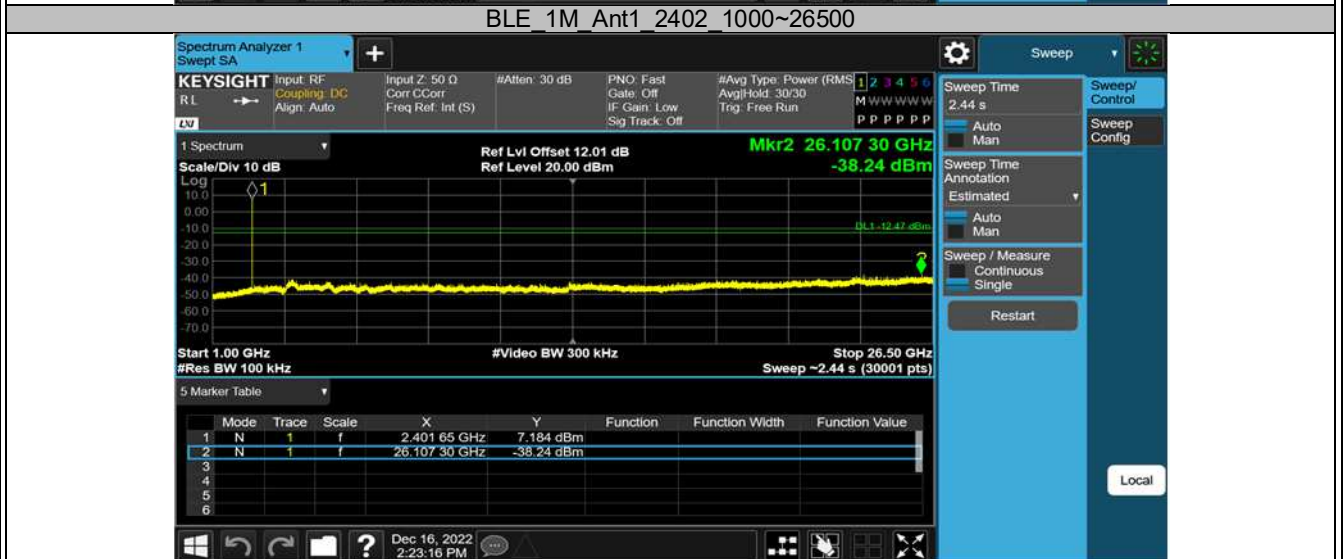 BLE_1M_Ant1_2402_1000~26500
Spectrum Analyzer 1
Swept SA
+
Sweep
KEYSIGHT
RL
LXI
Input: RF
Coupling: DC
Align: Auto
Input Z: 50 Ω
Corr CCorr
Freq Ref: Int (S)
#Atten: 30 dB
PNO: Fast
Gate: Off
IF Gain: Low
Sig Track: Off
#Avg Type: Power (RMS
Avg|Hold: 30/30
Trig: Free Run
1 2 3 4 5 6
M W W W W W
P P P P P P
Sweep Time
2.44 s
Auto
Man
Sweep Time
Annotation
Estimated
Auto
Man
Sweep / Measure
Continuous
Single
Restart
Sweep/
Control
Sweep
Config
Local
1 Spectrum
Scale/Div 10 dB
Ref Lvl Offset 12.01 dB
Ref Level 20.00 dBm
Mkr2 26.107 30 GHz
-38.24 dBm
Log
10.0
0.00
-10.0
-20.0
-30.0
-40.0
-50.0
-60.0
-70.0
1
DL1 -12.47 dBm
2
Start 1.00 GHz
#Res BW 100 kHz
#Video BW 300 kHz
Stop 26.50 GHz
Sweep ~2.44 s (30001 pts)
5 Marker Table
Mode Trace Scale X Y Function Function Width Function Value
1 N 1 f 2.401 65 GHz 7.184 dBm
2 N 1 f 26.107 30 GHz -38.24 dBm
3
4
5
6
?
Dec 16, 2022
2:23:16 PM